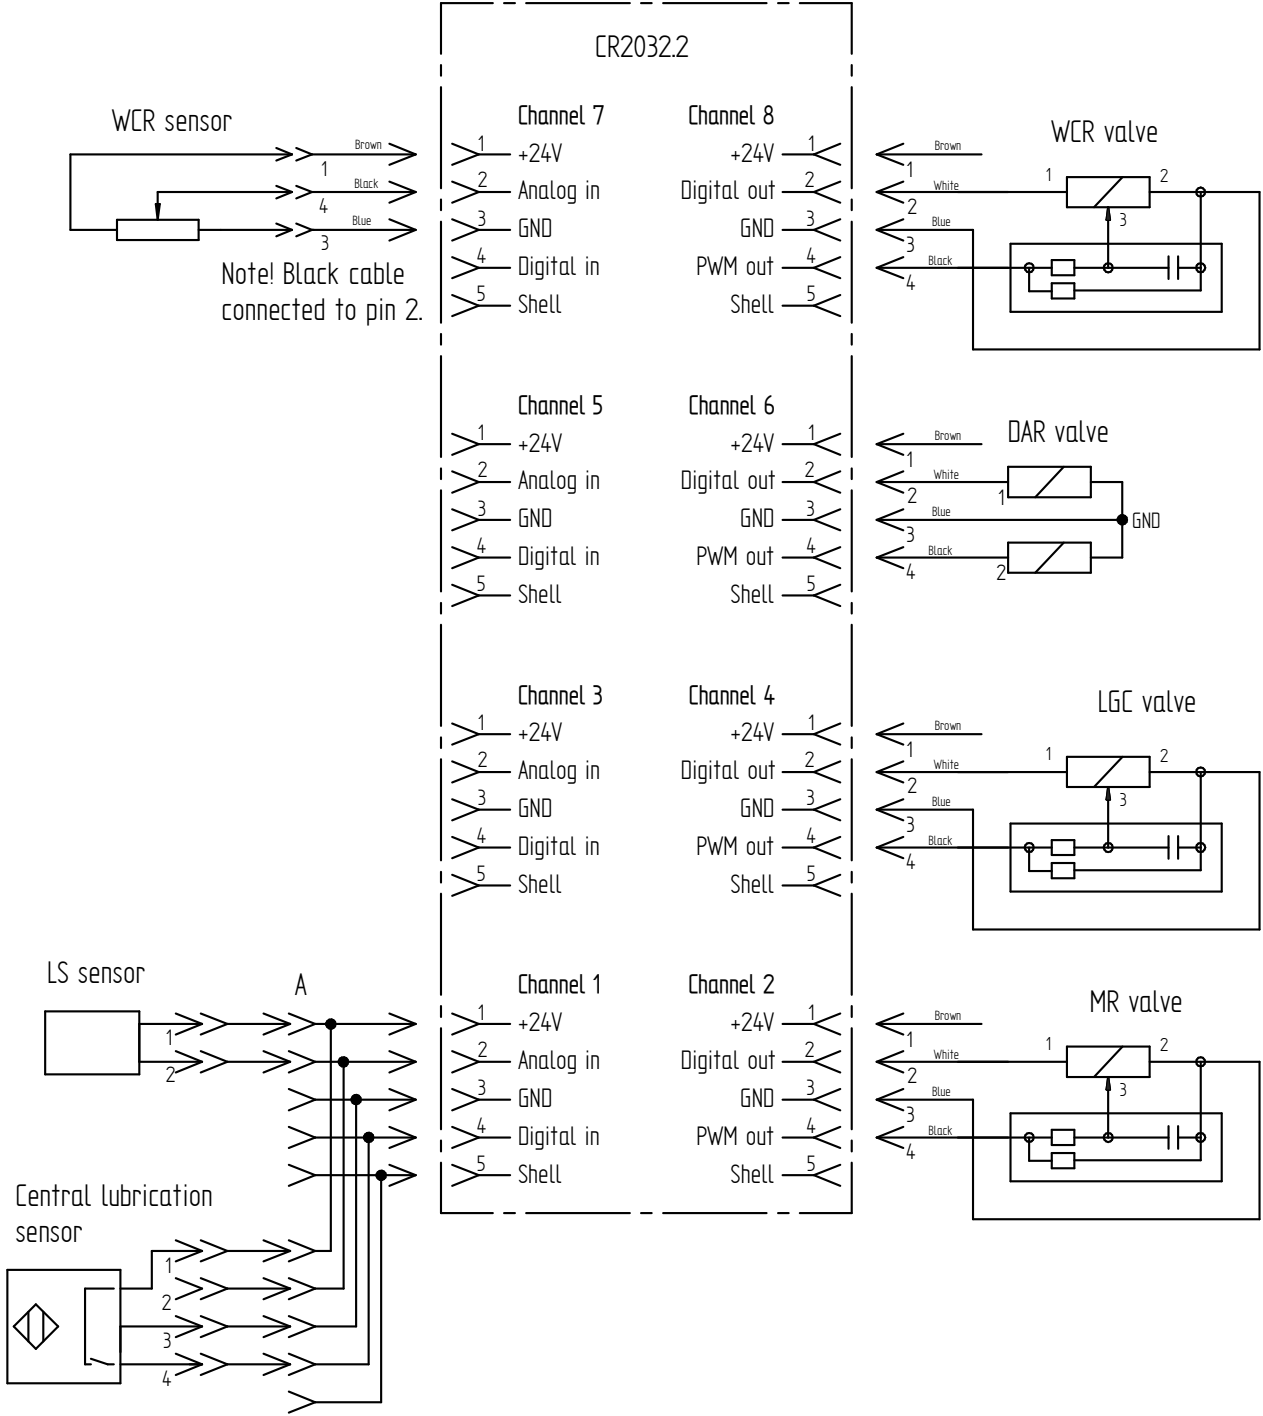 CR2032.2
WCR sensor
Brown
1
Black
4
Blue
3
Note! Black cable
connected to pin 2.
Channel 7
1 +24V
2 Analog in
3 GND
4 Digital in
5 Shell
Channel 8
+24V 1
Digital out 2
GND 3
PWM out 4
Shell 5
WCR valve
Brown
1
White
2
Blue
3
Black
4
1
2
3
Channel 5
1 +24V
2 Analog in
3 GND
4 Digital in
5 Shell
Channel 6
+24V 1
Digital out 2
GND 3
PWM out 4
Shell 5
DAR valve
Brown
1
White
2
Blue
3
Black
4
1
GND
2
Channel 3
1 +24V
2 Analog in
3 GND
4 Digital in
5 Shell
Channel 4
+24V 1
Digital out 2
GND 3
PWM out 4
Shell 5
LGC valve
Brown
1
White
2
Blue
3
Black
4
1
2
3
LS sensor
A
1
2
Channel 1
1 +24V
2 Analog in
3 GND
4 Digital in
5 Shell
Channel 2
+24V 1
Digital out 2
GND 3
PWM out 4
Shell 5
MR valve
Brown
1
White
2
Blue
3
Black
4
1
2
3
Central lubrication
sensor
1
2
3
4